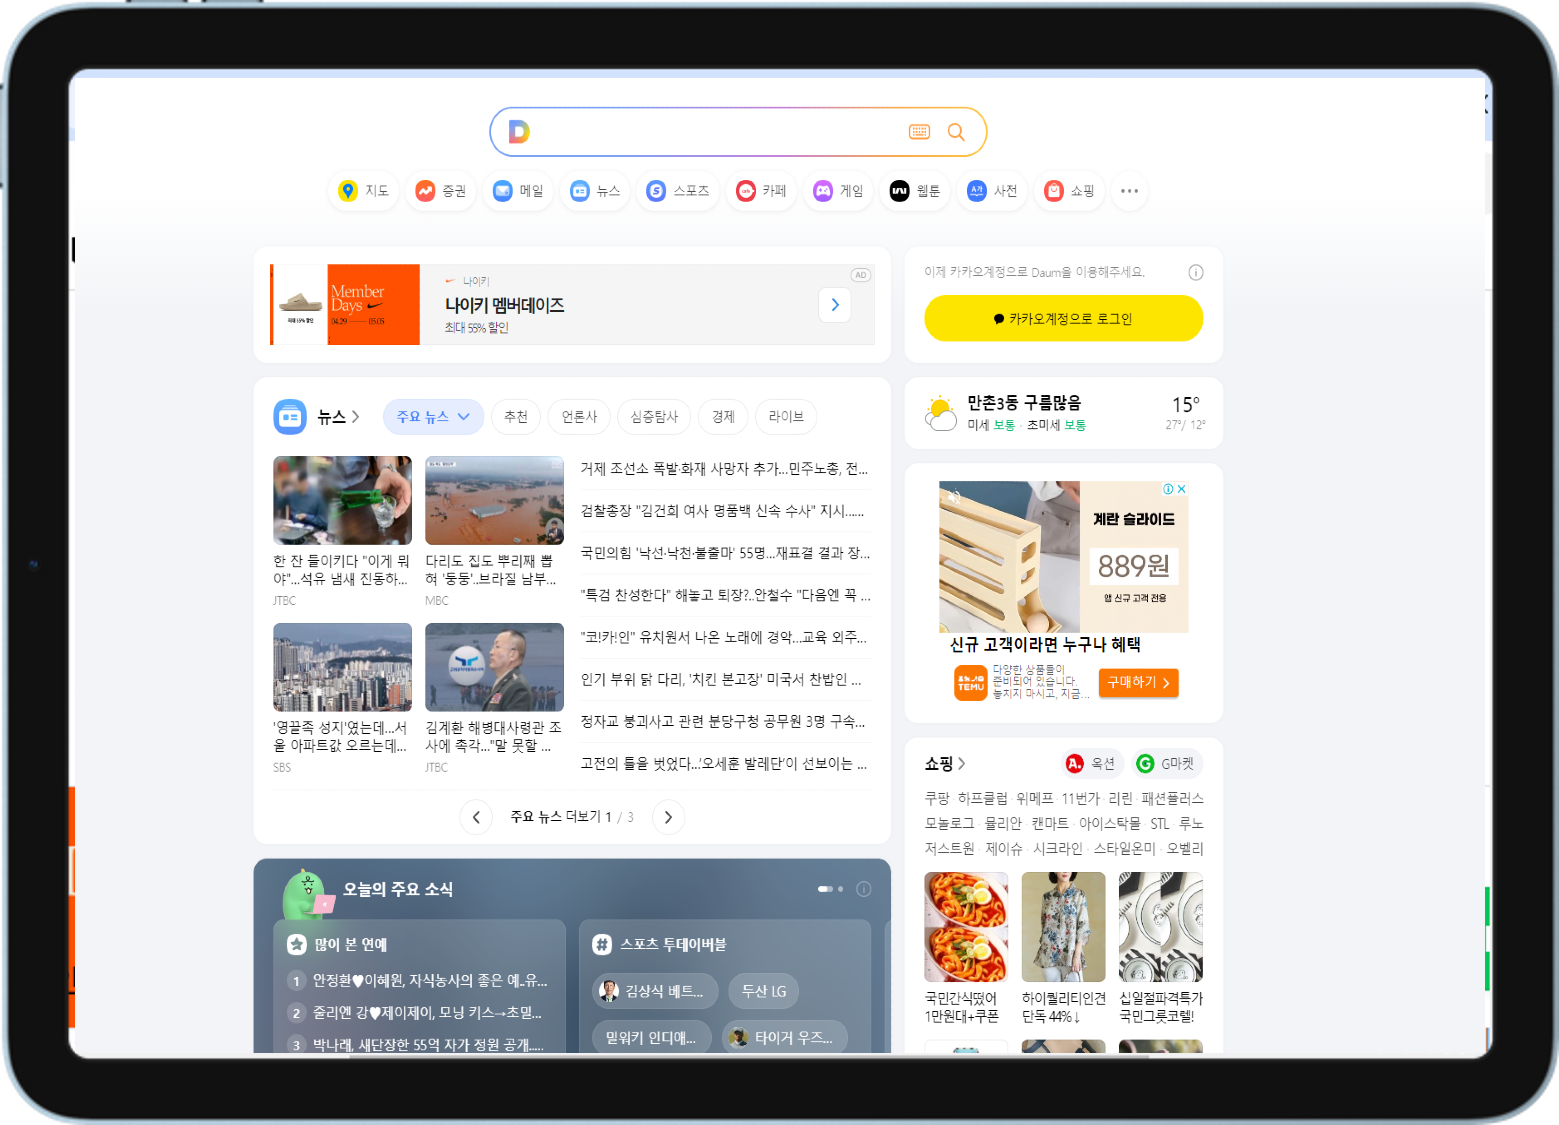 지도
증권
메일
뉴스
스포츠
카페
게임
웹툰
사전
쇼핑
Member
Days
04.29 05.05
최대 55% 할인
나이키
나이키 멤버데이즈
최대 55% 할인
AD
이제 카카오계정으로 Daum을 이용해주세요.
카카오계정으로 로그인
뉴스
주요 뉴스
추천
언론사
심층탐사
경제
라이브
한 잔 들이키다 "이게 뭐
야"...석유 냄새 진동하...
JTBC
다리도 집도 뿌리째 뽑
혀 '둥둥'..브라질 남부...
MBC
'영끌족 성지'였는데...서
울 아파트값 오르는데...
SBS
김계환 해병대사령관 조
사에 촉각..."말 못할 ...
JTBC
거제 조선소 폭발·화재 사망자 추가...민주노총, 전...
검찰총장 "김건희 여사 명품백 신속 수사" 지시......
국민의힘 '낙선·낙천·불출마' 55명...재표결 결과 장...
"특검 찬성한다" 해놓고 퇴장?..안철수 "다음엔 꼭 ...
"코!카!인" 유치원서 나온 노래에 경악...교육 외주...
인기 부위 닭 다리, '치킨 본고장' 미국서 찬밥인 ...
정자교 붕괴사고 관련 분당구청 공무원 3명 구속...
고전의 틀을 벗었다...'오세훈 발레단'이 선보이는 ...
주요 뉴스 더보기 1 / 3
만촌3동 구름많음
미세 보통 · 초미세 보통
15°
27°/ 12°
계란 슬라이드
889원
앱 신규 고객 전용
신규 고객이라면 누구나 혜택
TEMU
다양한 상품들이
준비되어 있습니다.
놓치지 마시고, 지금...
구매하기
쇼핑
A.
옥션
G마켓
쿠팡 · 하프클럽 · 위메프 · 11번가 · 리린 · 패션플러스
모놀로그 · 뮬리안 · 캔마트 · 아이스탁몰 · STL · 루노
저스트원 · 제이슈 · 시크라인 · 스타일온미 · 오벨리
국민간식떴어
1만원대+쿠폰
하이퀄리티인견
단독 44%↓
십일절파격특가
국민그릇코렐!
오늘의 주요 소식
많이 본 연예
1 안정환♥이혜원, 자식농사의 좋은 예..유...
2 줄리엔 강♥제이제이, 모닝 키스→초밀...
3 박나래, 새단장한 55억 자가 정원 공개.....
# 스포츠 투데이버블
김상식 베트...
두산 LG
밀워키 인디애...
타이거 우즈...